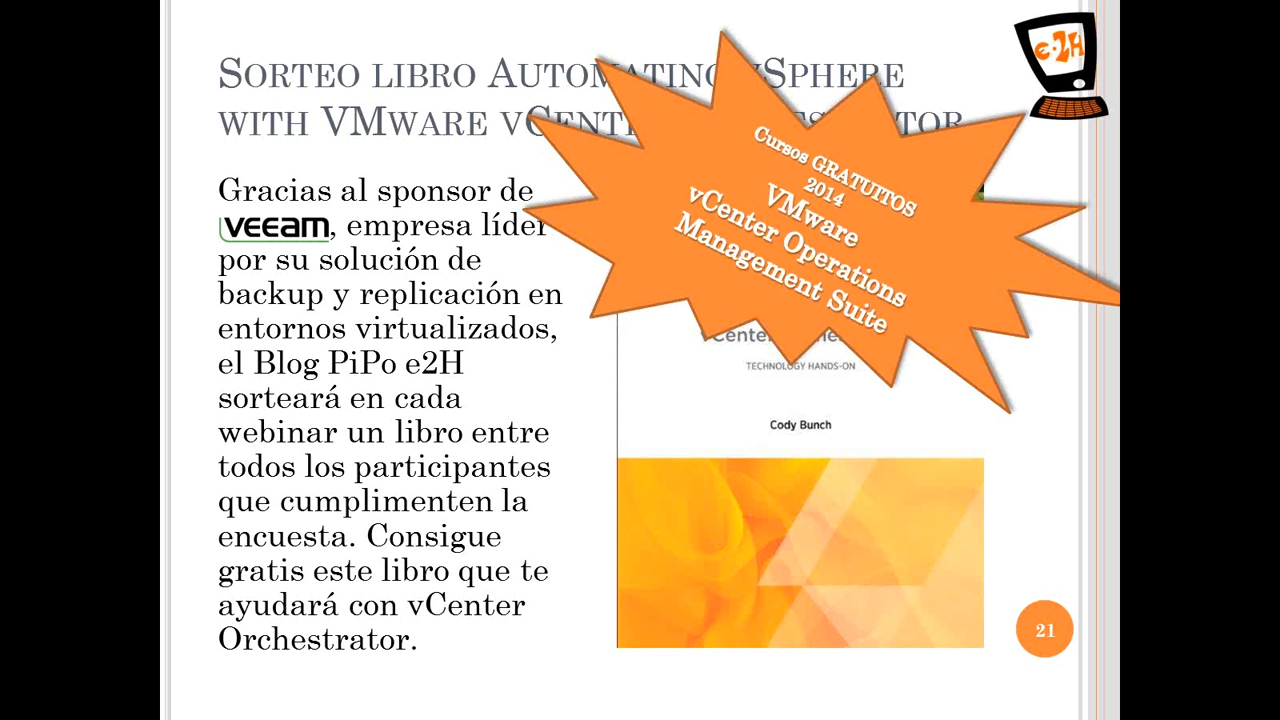 SORTEO LIBRO AUTOMATING VSPHERE
WITH VMWARE VCENTER
Gracias al sponsor de
veeam, empresa líder
por su solución de
backup y replicación en
entornos virtualizados,
el Blog PiPo e2H
sorteará en cada
webinar un libro entre
todos los participantes
que cumplimenten la
encuesta. Consigue
gratis este libro que te
ayudará con vCenter
Orchestrator.
e-2H
Cursos GRATUITOS
2014
VMware
vCenter Operations
Management Suite
vCenter
TECHNOLOGY HANDS-ON
Cody Bunch
21